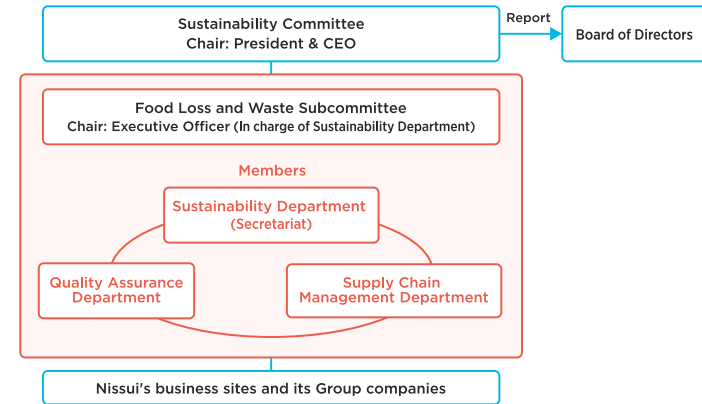 Sustainability Committee
Chair: President & CEO
Report
Board of Directors
Food Loss and Waste Subcommittee
Chair: Executive Officer (In charge of Sustainability Department)
Members
Sustainability Department
(Secretariat)
Quality Assurance
Department
Supply Chain
Management Department
Nissui's business sites and its Group companies